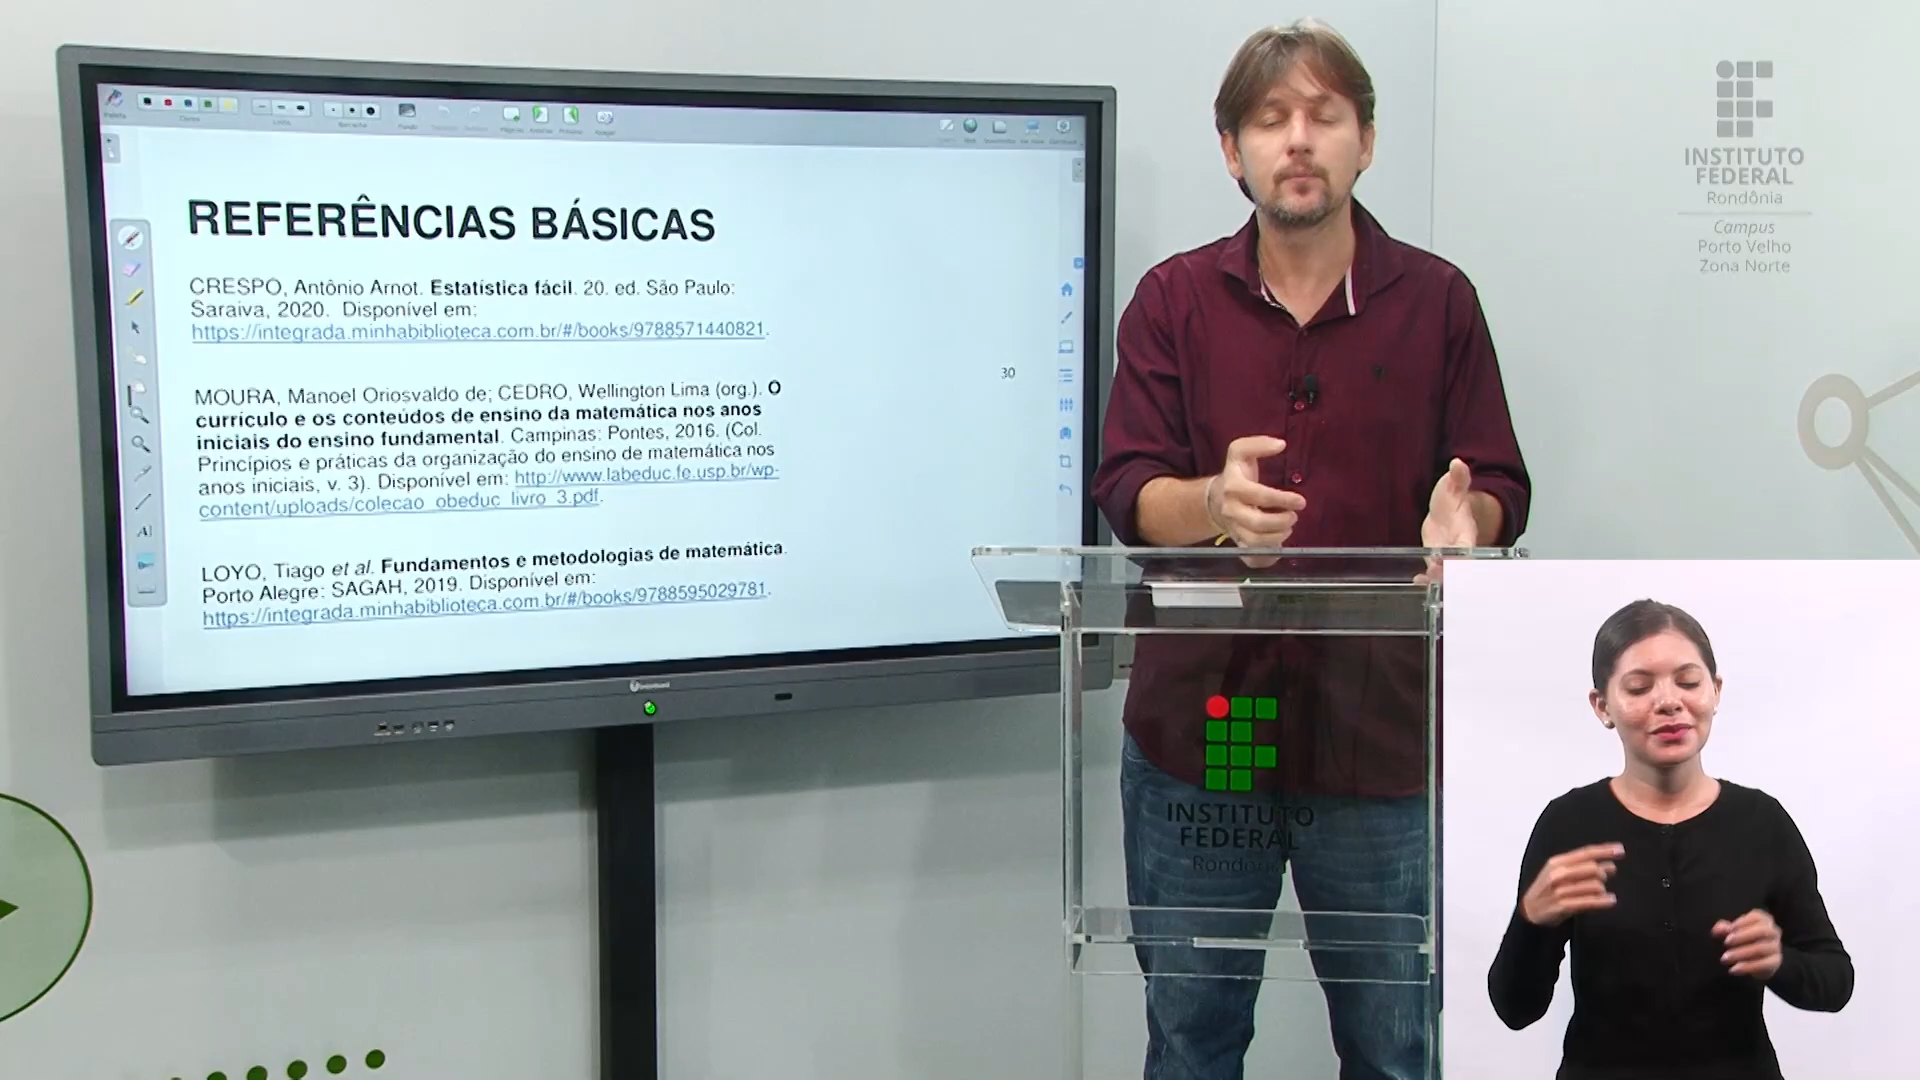 REFERÊNCIAS BÁSICAS
CRESPO, Antônio Arnot. Estatística fácil. 20. ed. São Paulo:
Saraiva, 2020. Disponível em:
https://integrada.minhabiblioteca.com.br/#/books/9788571440821.
30
MOURA, Manoel Oriosvaldo de; CEDRO, Wellington Lima (org.). O
currículo e os conteúdos de ensino da matemática nos anos
iniciais do ensino fundamental. Campinas: Pontes, 2016. (Col.
Princípios e práticas da organização do ensino de matemática nos
anos iniciais, v. 3). Disponível em: http://www.labeduc.fe.usp.br/wp-
content/uploads/colecao_obeduc_livro_3.pdf.
LOYO, Tiago et al. Fundamentos e metodologias de matemática.
Porto Alegre: SAGAH, 2019. Disponível em:
https://integrada.minhabiblioteca.com.br/#/books/9788595029781.
INSTITUTO
FEDERAL
Rondônia
Campus
Porto Velho
Zona Norte
INSTITUTO
FEDERAL
Rondônia